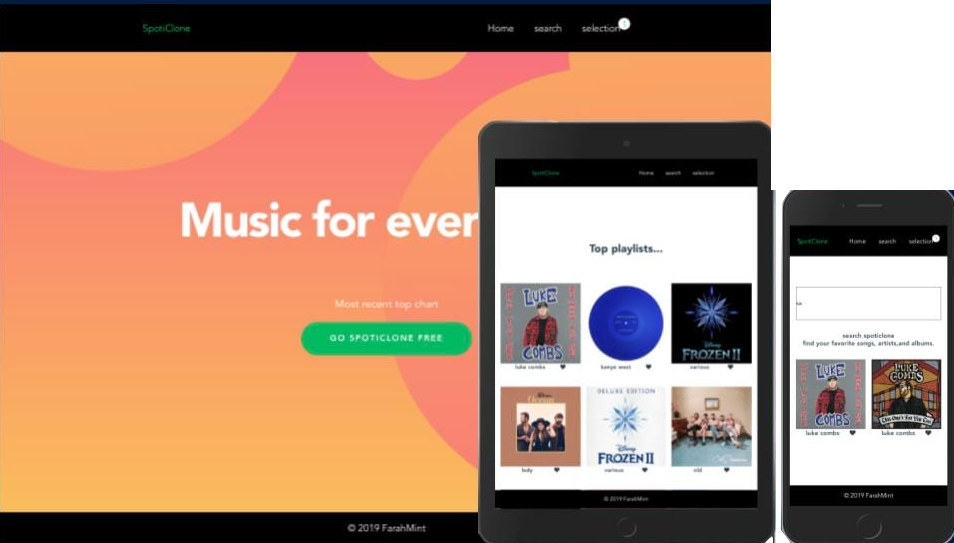 SpotiClone
Home search selection 1
Music for ever
Most recent top chart
GO SPOTICLONE FREE
© 2019 FarahMint
SpotiClone
Home search selection
Top playlists...
LUKE
COMBS
luke combs
kanye west
Disney
FROZEN II
various
lady
DELUXE EDITION
Disney
FROZEN II
various
old
© 2019 FarahMint
SpotiClone
Home search selection
search spoticlone
find your favorite songs, artists,and albums.
LUKE
COMBS
luke combs
LUKE
COMBS
luke combs
© 2019 FarahMint